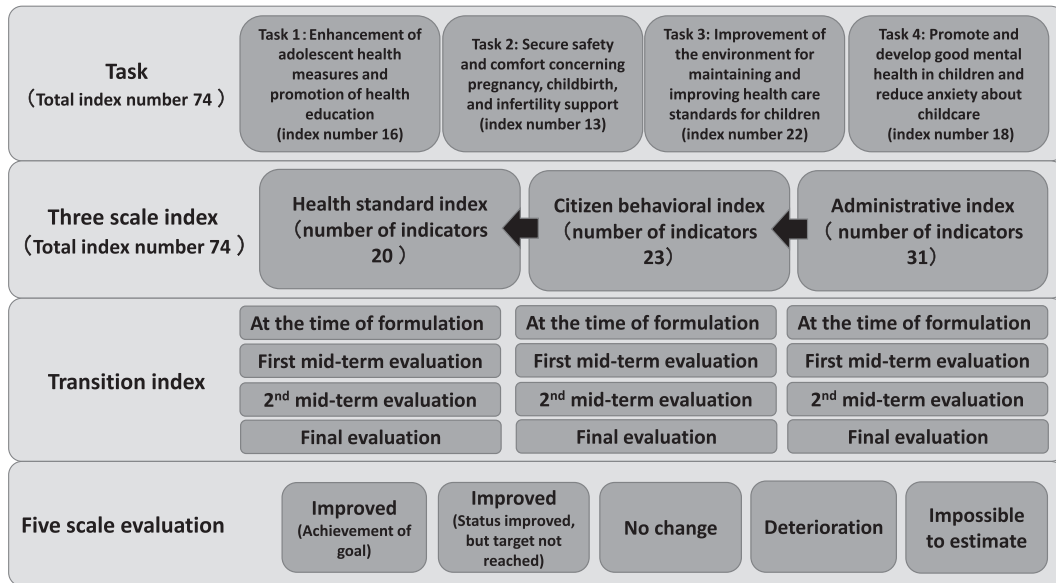 Task
（Total index number 74 ）
Task 1: Enhancement of
adolescent health
measures and
promotion of health
education
(index number 16)
Task 2: Secure safety
and comfort concerning
pregnancy, childbirth,
and infertility support
(index number 13)
Task 3: Improvement of
the environment for
maintaining and
improving health care
standards for children
(index number 22)
Task 4: Promote and
develop good mental
health in children and
reduce anxiety about
childcare
(index number 18)
Three scale index
（Total index number 74 ）
Health standard index
（number of indicators
20 ）
Citizen behavioral index
（number of indicators
23）
Administrative index
（ number of indicators
31）
Transition index
At the time of formulation
First mid-term evaluation
2nd mid-term evaluation
Final evaluation
At the time of formulation
First mid-term evaluation
2nd mid-term evaluation
Final evaluation
At the time of formulation
First mid-term evaluation
2nd mid-term evaluation
Final evaluation
Five scale evaluation
Improved
(Achievement of
goal)
Improved
(Status improved,
but target not
reached)
No change
Deterioration
Impossible
to estimate